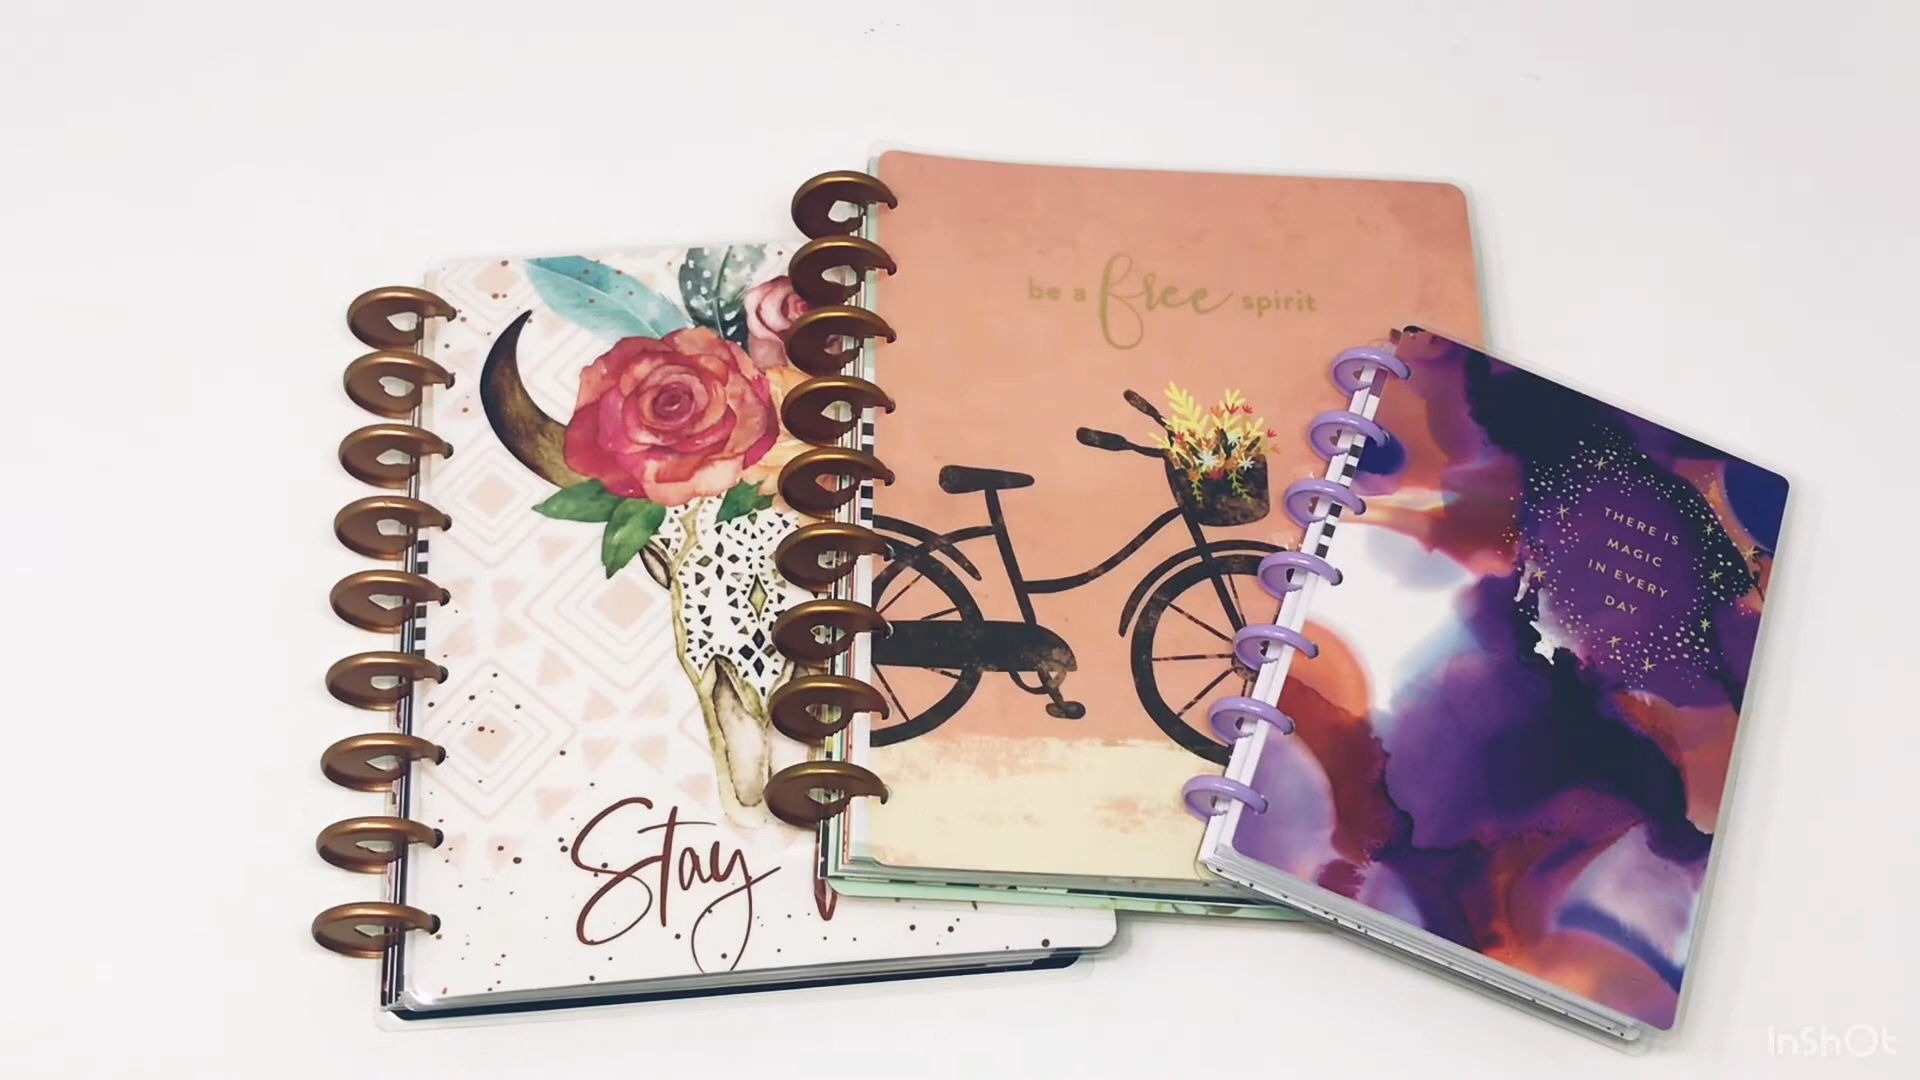 Stay
be a free spirit
THERE IS
MAGIC
IN EVERY
DAY
InShOt